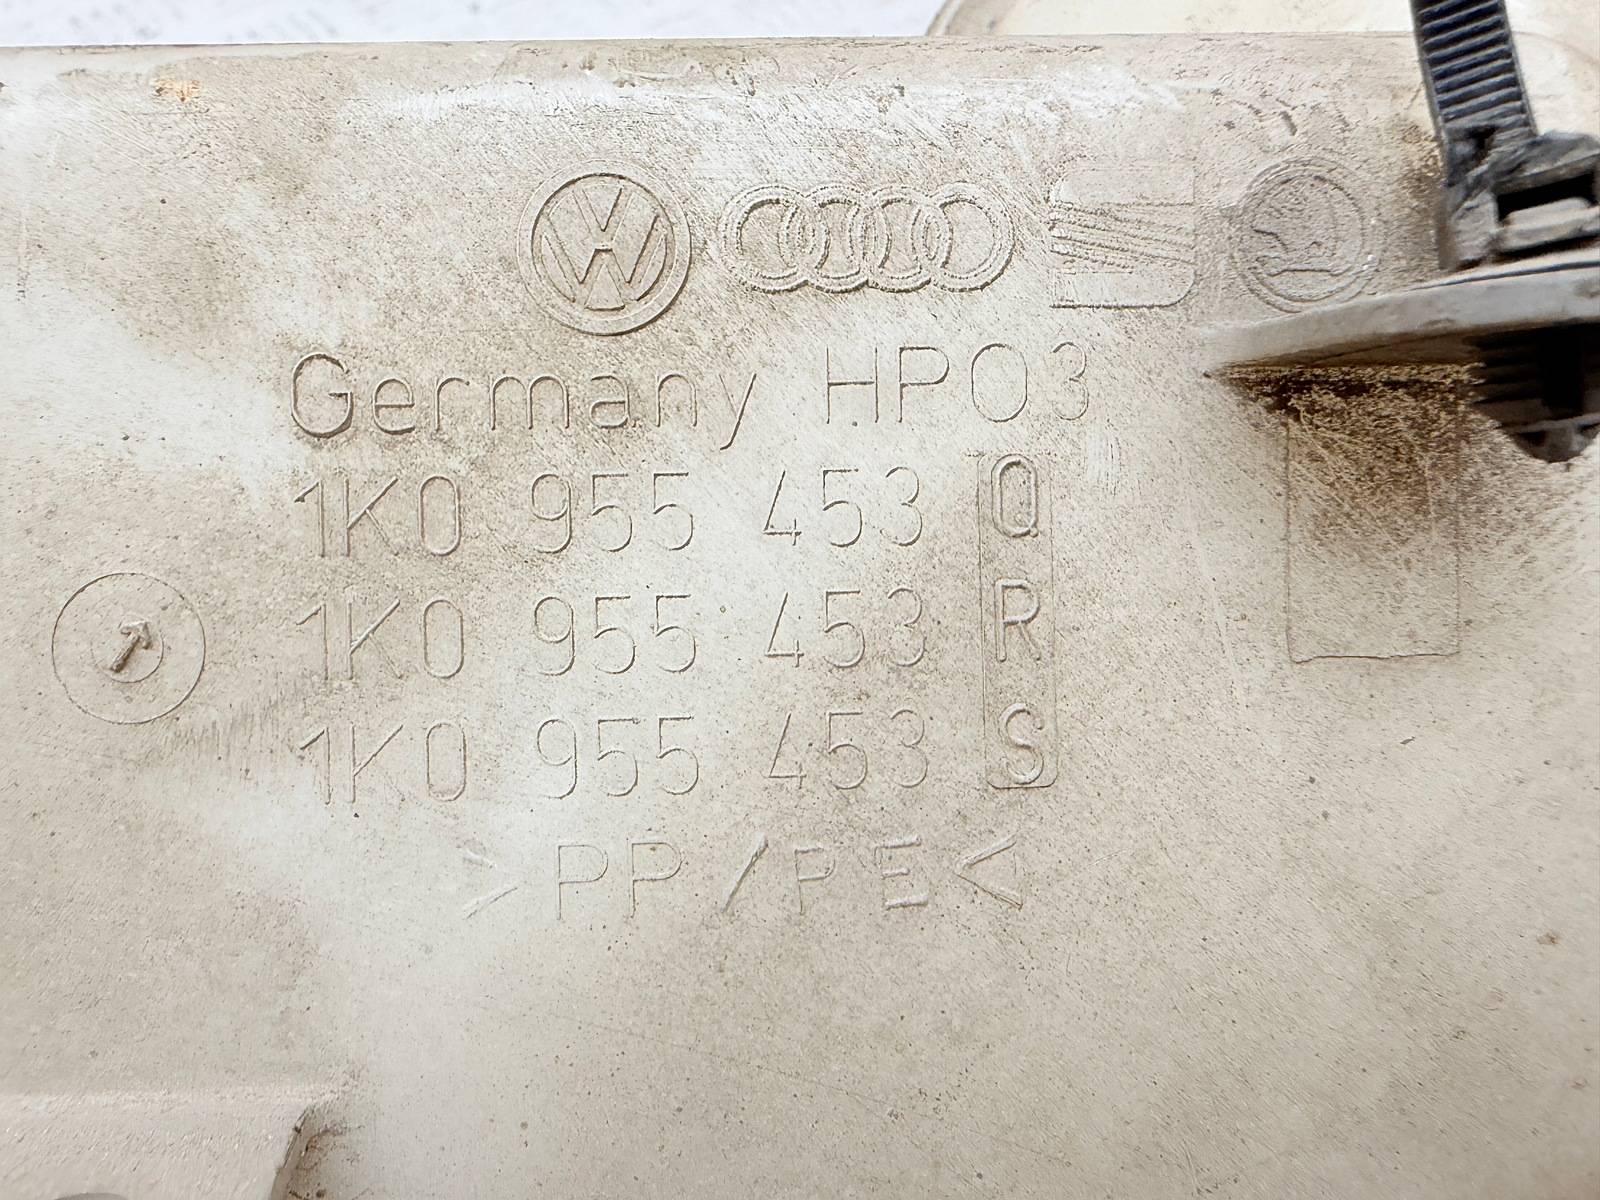 Germany HP03
1K0 955 453 Q
1K0 955 453 R
1K0 955 453 S
>PP/PE<